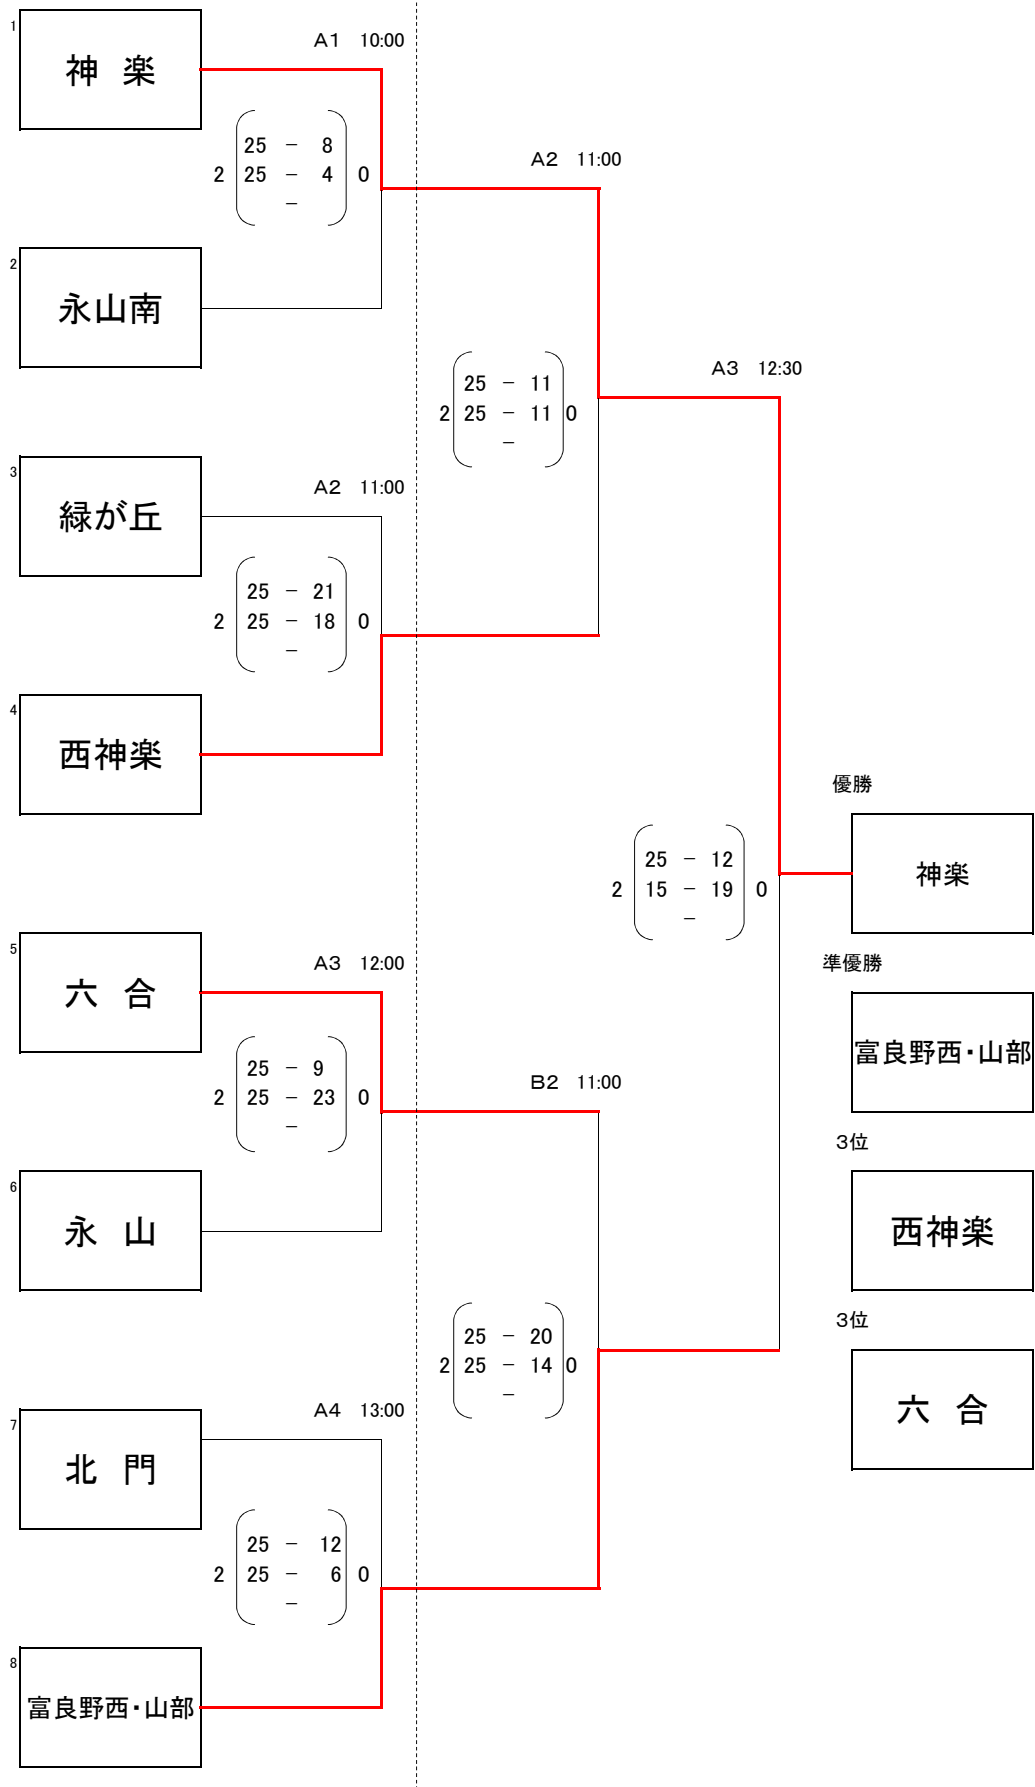 1
神 楽
A1 10:00
25 － 8
2 25 － 4 0
－
2
永山南
A2 11:00
25 － 11
2 25 － 11 0
－
3
緑が丘
A2 11:00
25 － 21
2 25 － 18 0
－
4
西神楽
A3 12:30
25 － 12
2 15 － 19 0
－
5
六 合
A3 12:00
25 － 9
2 25 － 23 0
－
6
永 山
B2 11:00
25 － 20
2 25 － 14 0
－
7
北 門
A4 13:00
25 － 12
2 25 － 6 0
－
8
富良野西・山部
優勝
神楽
準優勝
富良野西・山部
3位
西神楽
3位
六 合